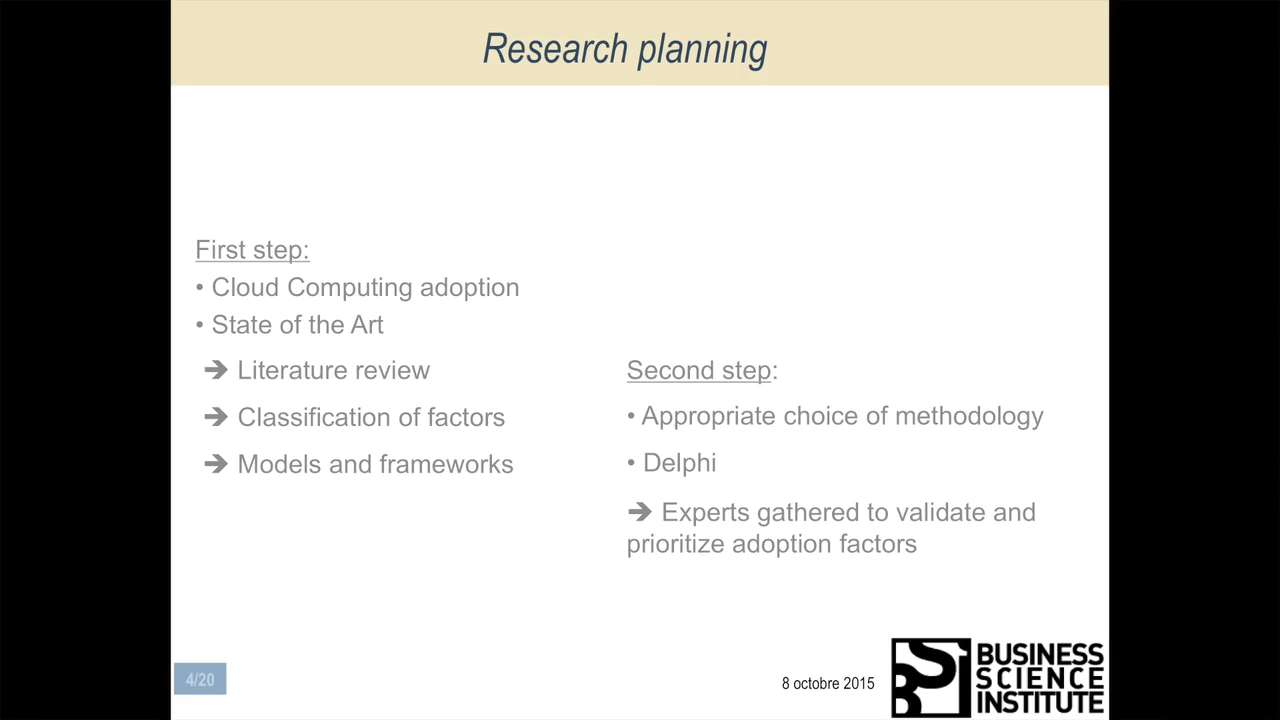 Research planning
First step:
• Cloud Computing adoption
• State of the Art
➔ Literature review
➔ Classification of factors
➔ Models and frameworks
Second step:
• Appropriate choice of methodology
• Delphi
➔ Experts gathered to validate and
prioritize adoption factors
4/20
8 octobre 2015
BSi
BUSINESS
SCIENCE
INSTITUTE